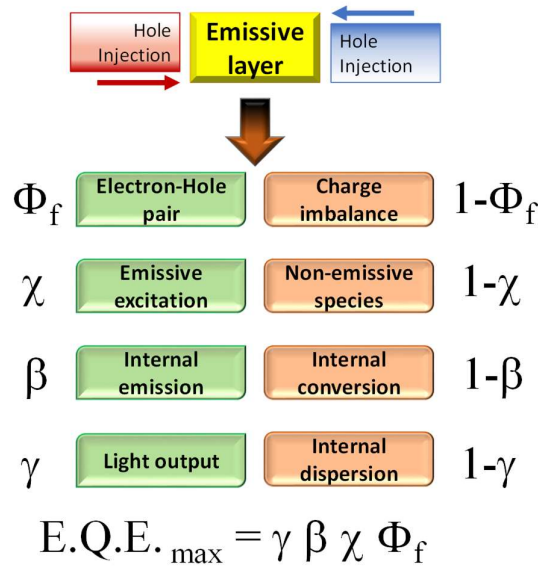 Hole
Injection
Emissive
layer
Hole
Injection
Φf
Electron-Hole
pair
Charge
imbalance
1-Φf
χ
Emissive
excitation
Non-emissive
species
1-χ
β
Internal
emission
Internal
conversion
1-β
γ
Light output
Internal
dispersion
1-γ
E.Q.E. max = γ β χ Φf